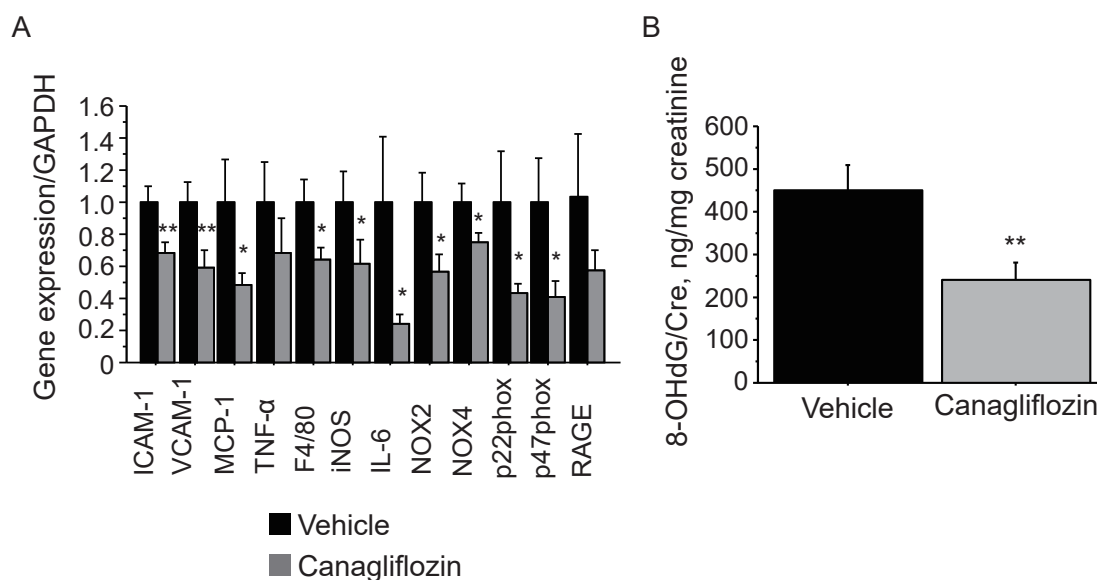 A
Gene expression/GAPDH
1.6
1.4
1.2
1.0
0.8
0.6
0.4
0.2
0
** ** * * * * * * * *
ICAM-1
VCAM-1
MCP-1
TNF-α
F4/80
iNOS
IL-6
NOX2
NOX4
p22phox
p47phox
RAGE
Vehicle
Canagliflozin
B
8-OHdG/Cre, ng/mg creatinine
600
500
400
300
200
100
0
**
Vehicle
Canagliflozin